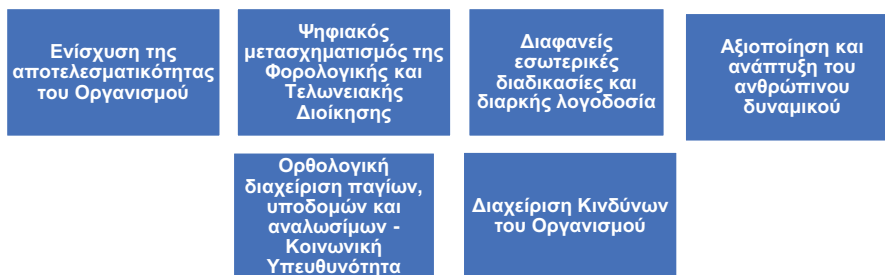 Ενίσχυση της
αποτελεσματικότητας
του Οργανισμού
Ψηφιακός
μετασχηματισμός της
Φορολογικής και
Τελωνειακής
Διοίκησης
Διαφανείς
εσωτερικές
διαδικασίες και
διαρκής λογοδοσία
Αξιοποίηση και
ανάπτυξη του
ανθρώπινου
δυναμικού
Ορθολογική
διαχείριση παγίων,
υποδομών και
αναλωσίμων -
Κοινωνική
Υπευθυνότητα
Διαχείριση Κινδύνων
του Οργανισμού